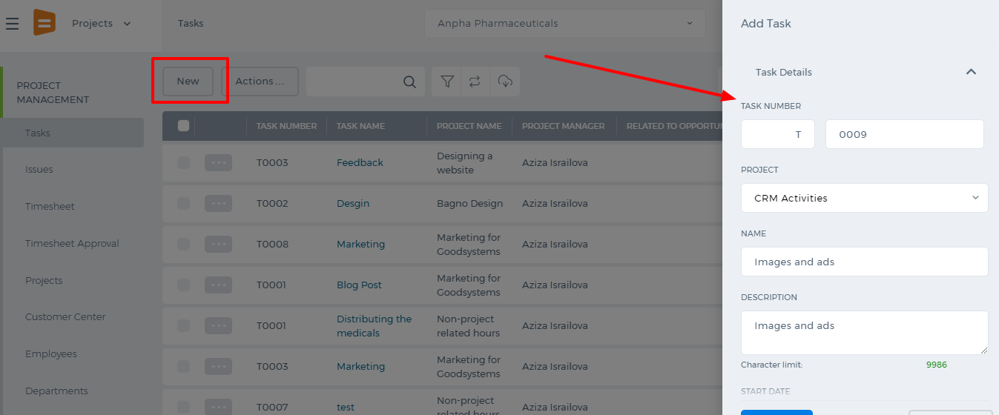 Projects
Tasks
Anpha Pharmaceuticals
PROJECT
MANAGEMENT
Tasks
Issues
Timesheet
Timesheet Approval
Projects
Customer Center
Employees
Departments
New
Actions...
TASK NUMBER TASK NAME PROJECT NAME PROJECT MANAGER
T0003 Feedback Designing a website Aziza Israilova
T0002 Desgin Bagno Design Aziza Israilova
T0008 Marketing Marketing for Goodsystems Aziza Israilova
T0001 Blog Post Marketing for Goodsystems Aziza Israilova
T0001 Distributing the medicals Non-project related hours Aziza Israilova
T0003 Marketing Marketing for Goodsystems Aziza Israilova
T0007 test Non-project related hours Aziza Israilova
RELATED TO OPPORTU
Add Task
Task Details
TASK NUMBER
T 0009
PROJECT
CRM Activities
NAME
Images and ads
DESCRIPTION
Images and ads
Character limit: 9986
START DATE